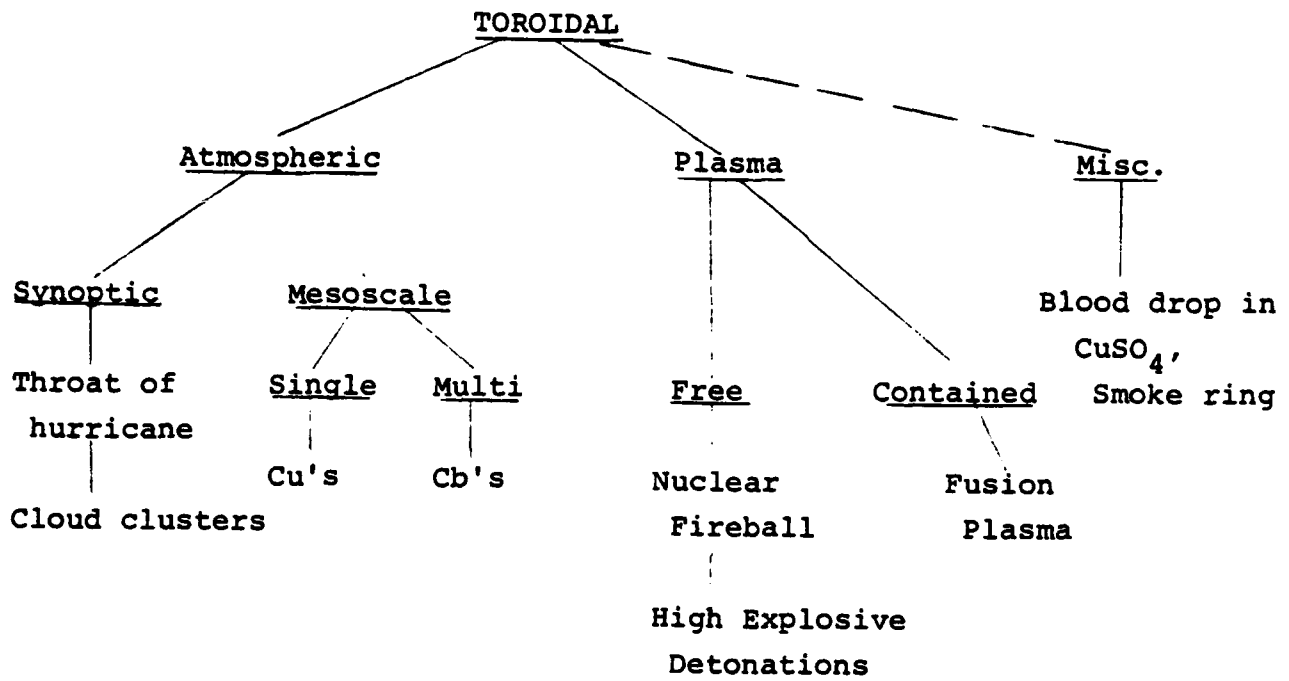 TOROIDAL
Atmospheric
Plasma
Misc.
Synoptic
Mesoscale
Blood drop in
CuSO₄,
Smoke ring
Throat of
hurricane
Single
Multi
Free
Contained
Cu's
Cb's
Nuclear
Fireball
Fusion
Plasma
Cloud clusters
High Explosive
Detonations